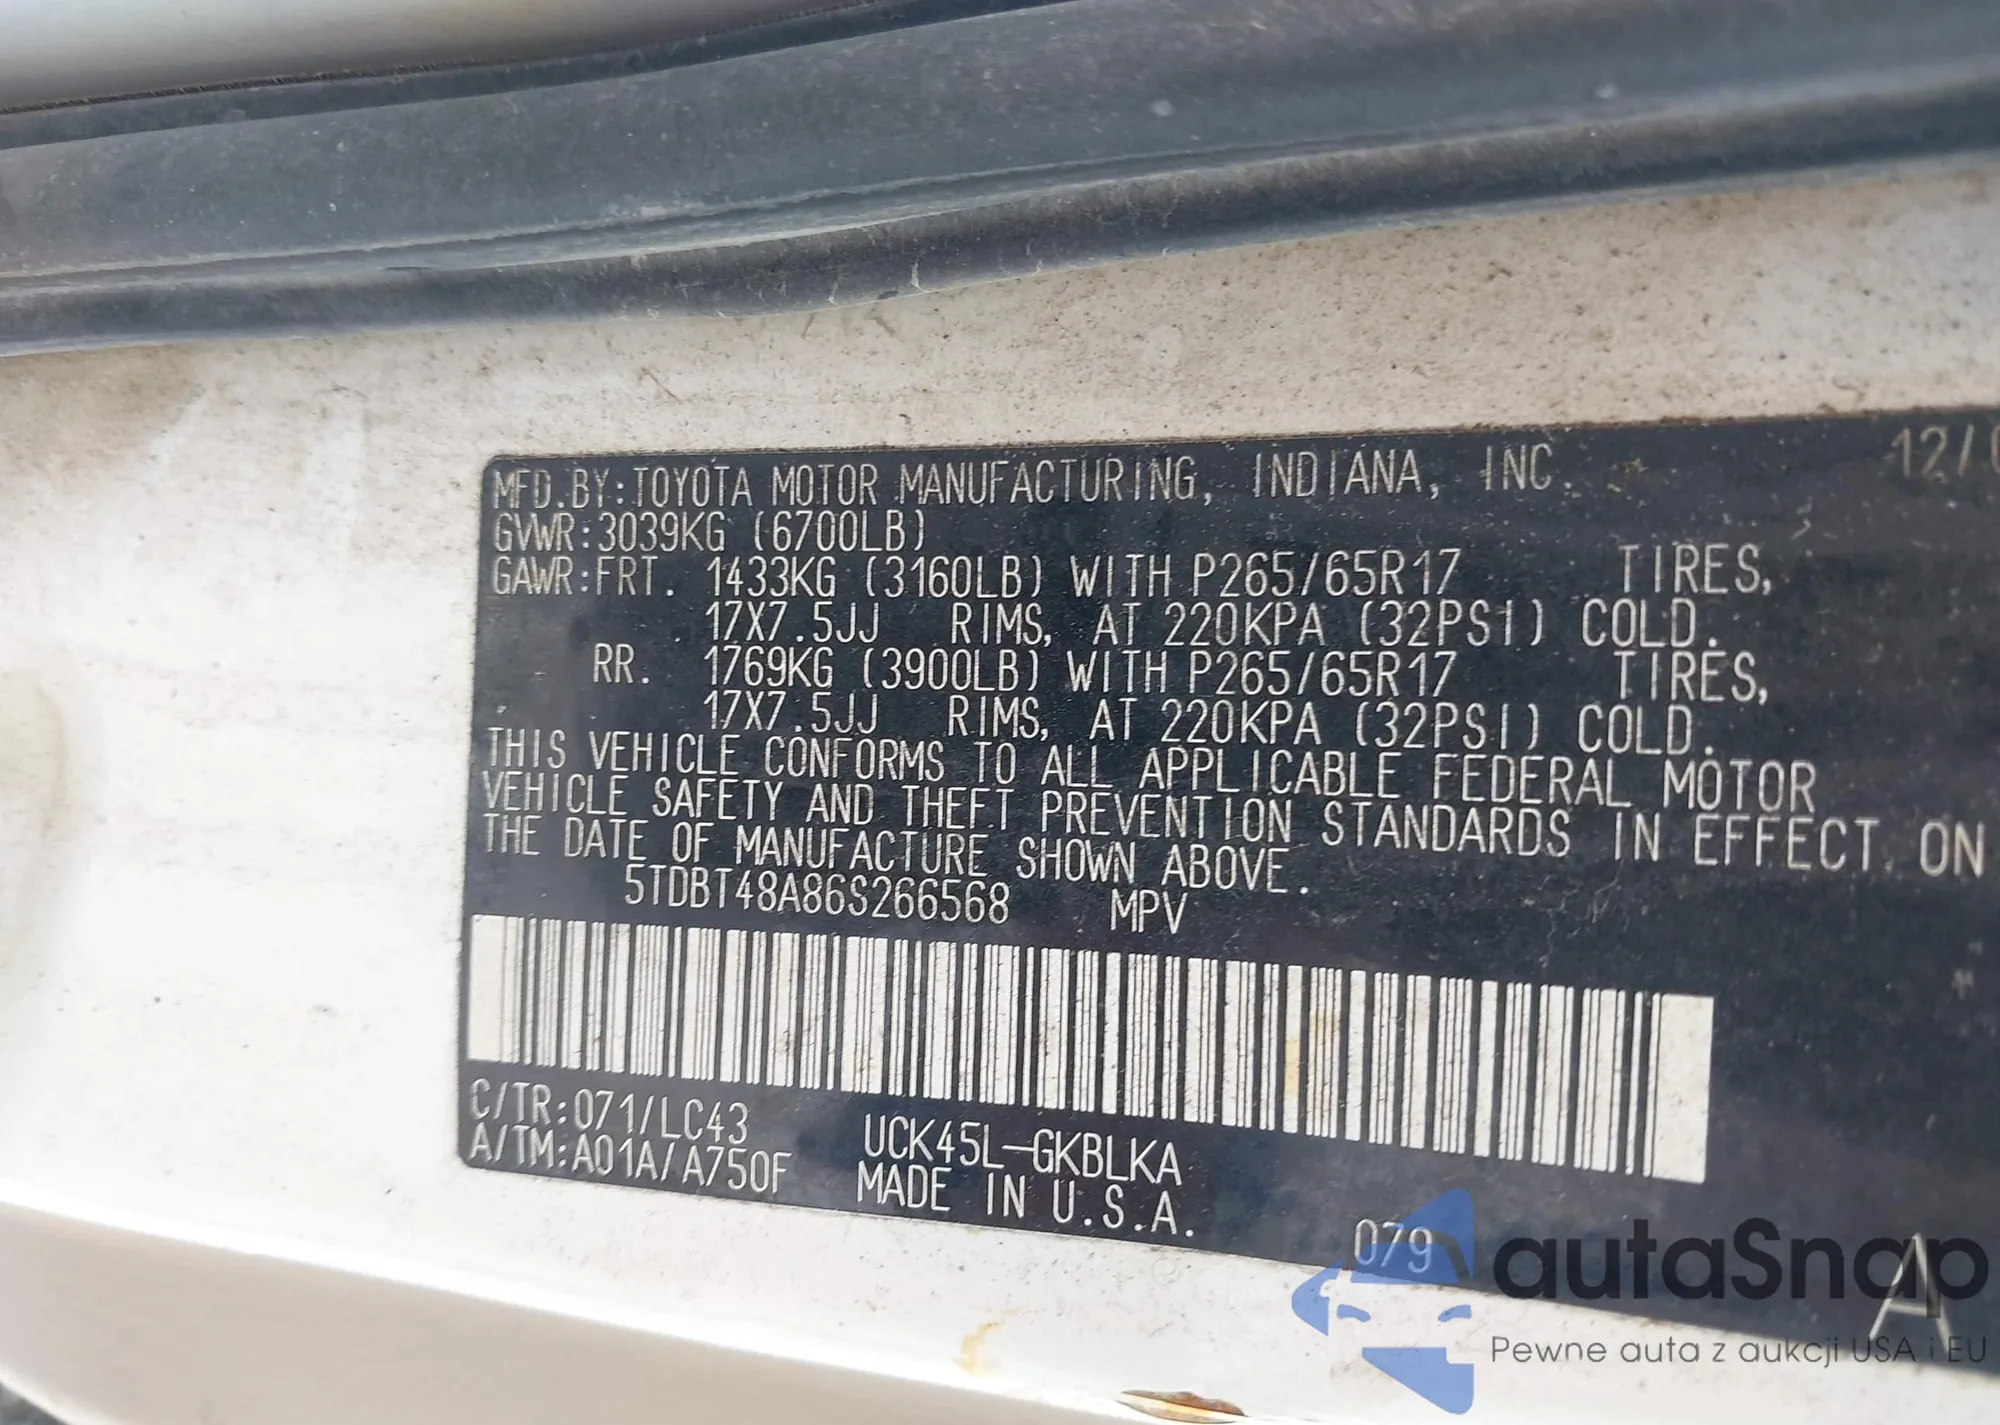 MFD.BY:TOYOTA MOTOR MANUFACTURING, INDIANA, INC. 12/0
GVWR:3039KG (6700LB)
GAWR:FRT. 1433KG (3160LB) WITH P265/65R17 TIRES,
17X7.5JJ RIMS, AT 220KPA (32PSI) COLD.
RR. 1769KG (3900LB) WITH P265/65R17 TIRES,
17X7.5JJ RIMS, AT 220KPA (32PSI) COLD.
THIS VEHICLE CONFORMS TO ALL APPLICABLE FEDERAL MOTOR
VEHICLE SAFETY AND THEFT PREVENTION STANDARDS IN EFFECT ON
THE DATE OF MANUFACTURE SHOWN ABOVE.
5TDBT48A86S266568 MPV
C/TR:071/LC43 UCK45L-GKBLKA
A/TM:A01A/A750F MADE IN U.S.A.
079 A
autaSnap
Pewne auta z aukcji USA i EU